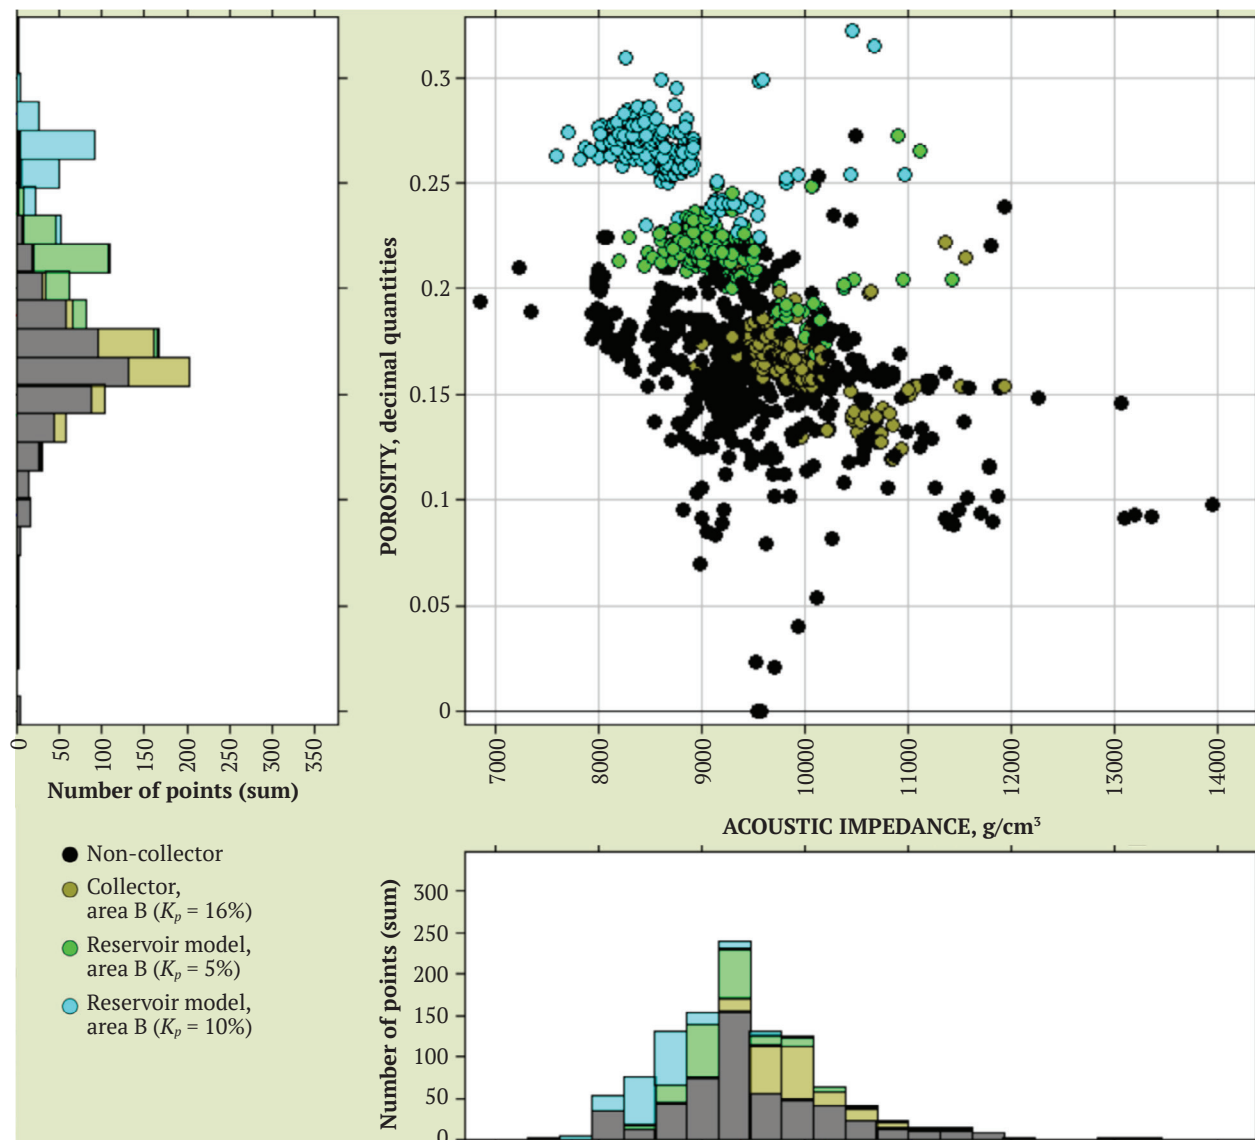 0.5
0.25
0.2
0.15
0.1
0.05
0
POROSITY, decimal quantities
0
50
100
150
200
250
300
350
Number of points (sum)
7000
8000
9000
10000
11000
12000
13000
14000
ACOUSTIC IMPEDANCE, g/cm³
Non-collector
Collector,
area B (Kp = 16%)
Reservoir model,
area B (Kp = 5%)
Reservoir model,
area B (Kp = 10%)
300
250
200
150
100
50
0
Number of points (sum)